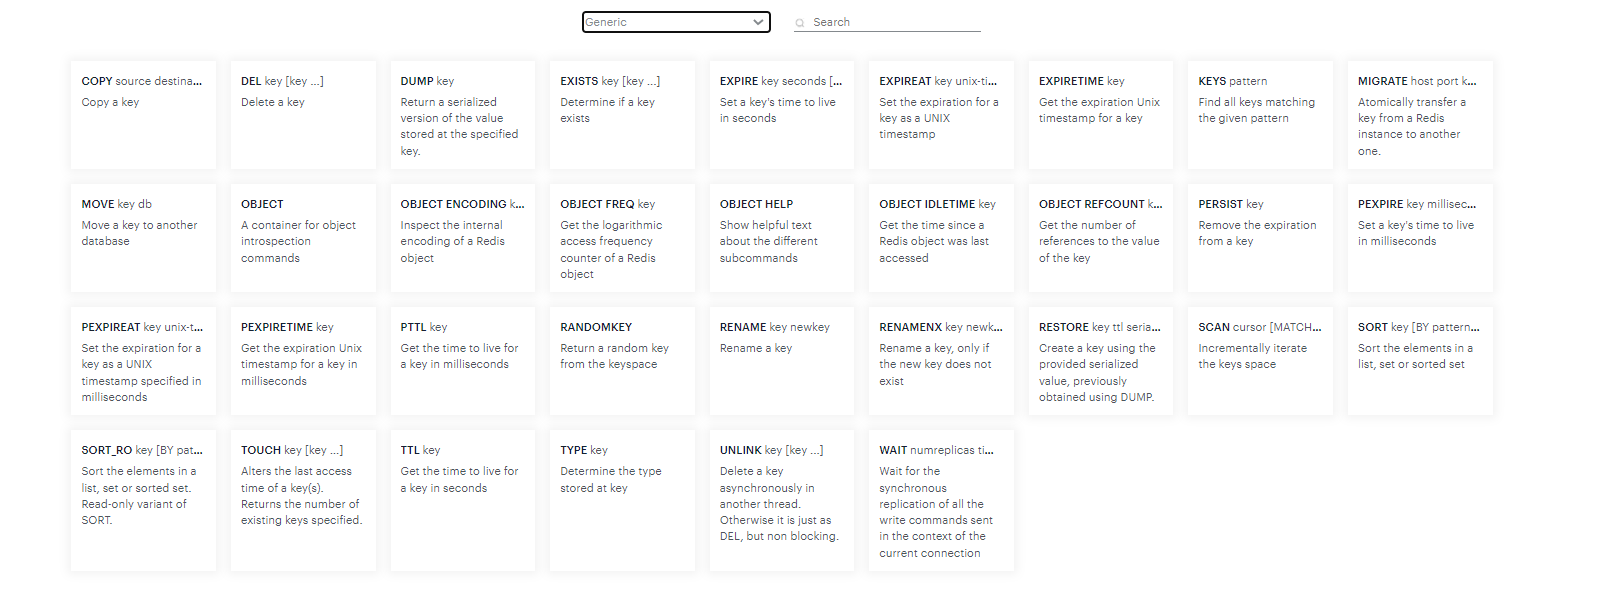 Generic
Search
COPY source destina...
Copy a key
DEL key [key ...]
Delete a key
DUMP key
Return a serialized
version of the value
stored at the specified
key.
EXISTS key [key ...]
Determine if a key
exists
EXPIRE key seconds [...
Set a key's time to live
in seconds
EXPIREAT key unix-ti...
Set the expiration for a
key as a UNIX
timestamp
EXPIRETIME key
Get the expiration Unix
timestamp for a key
KEYS pattern
Find all keys matching
the given pattern
MIGRATE host port k...
Atomically transfer a
key from a Redis
instance to another
one.
MOVE key db
Move a key to another
database
OBJECT
A container for object
introspection
commands
OBJECT ENCODING k...
Inspect the internal
encoding of a Redis
object
OBJECT FREQ key
Get the logarithmic
access frequency
counter of a Redis
object
OBJECT HELP
Show helpful text
about the different
subcommands
OBJECT IDLETIME key
Get the time since a
Redis object was last
accessed
OBJECT REFCOUNT k...
Get the number of
references to the value
of the key
PERSIST key
Remove the expiration
from a key
PEXPIRE key millisec...
Set a key's time to live
in milliseconds
PEXPIREAT key unix-t...
Set the expiration for a
key as a UNIX
timestamp specified in
milliseconds
PEXPIRETIME key
Get the expiration Unix
timestamp for a key in
milliseconds
PTTL key
Get the time to live for
a key in milliseconds
RANDOMKEY
Return a random key
from the keyspace
RENAME key newkey
Rename a key
RENAMENX key newk...
Rename a key, only if
the new key does not
exist
RESTORE key ttl seria...
Create a key using the
provided serialized
value, previously
obtained using DUMP.
SCAN cursor [MATCH...
Incrementally iterate
the keys space
SORT key [BY pattern...
Sort the elements in a
list, set or sorted set
SORT_RO key [BY pat...
Sort the elements in a
list, set or sorted set.
Read-only variant of
SORT.
TOUCH key [key ...]
Alters the last access
time of a key(s).
Returns the number of
existing keys specified.
TTL key
Get the time to live for
a key in seconds
TYPE key
Determine the type
stored at key
UNLINK key [key ...]
Delete a key
asynchronously in
another thread.
Otherwise it is just as
DEL, but non blocking.
WAIT numreplicas ti...
Wait for the
synchronous
replication of all the
write commands sent
in the context of the
current connection